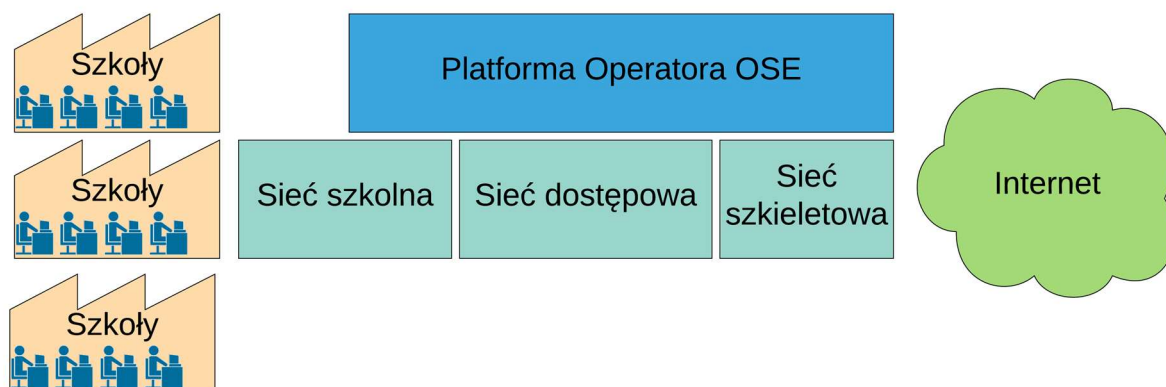 Szkoły
Platforma Operatora OSE
Szkoły
Sieć szkolna
Sieć dostępowa
Sieć
szkieletowa
Internet
Szkoły